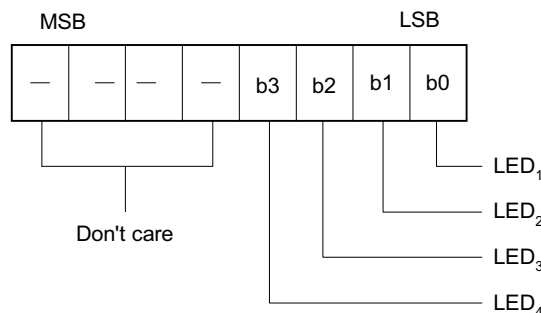 MSB LSB
— — — — b3 b2 b1 b0
LED₁
LED₂
Don't care
LED₃
LED₄